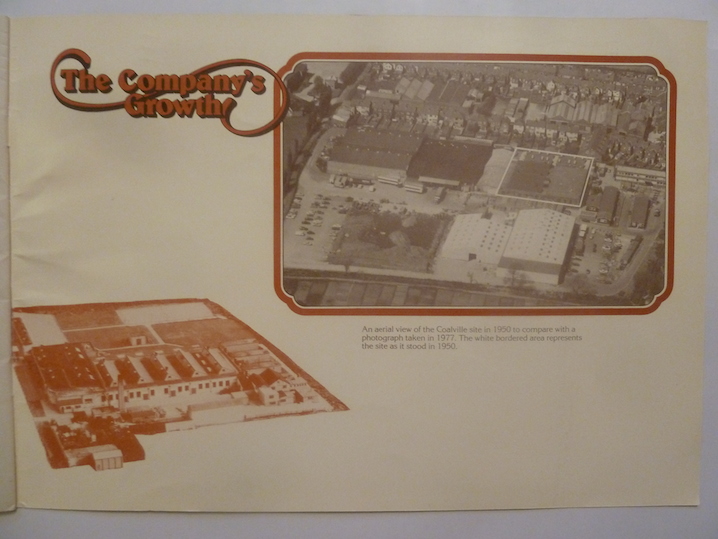 The Company's
Growth
An aerial view of the Coalville site in 1950 to compare with a
photograph taken in 1977. The white bordered area represents
the site as it stood in 1950.